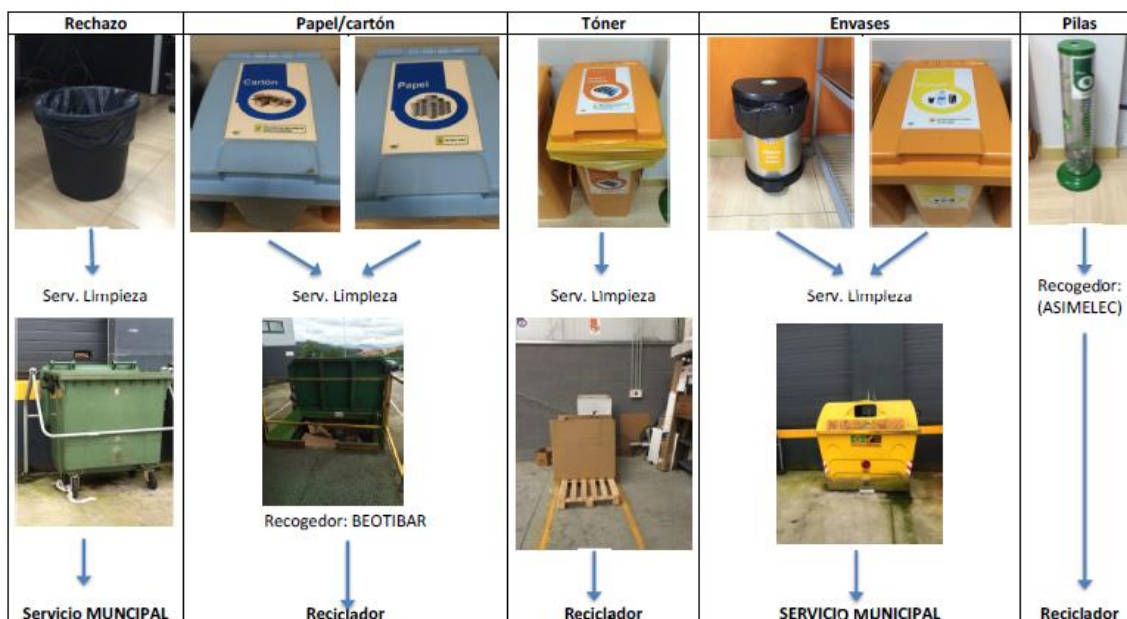 Rechazo
Papel/cartón
Tóner
Envases
Pilas
Cartón
Papel
Serv. Limpieza
Serv. Limpieza
Serv. Limpieza
Serv. Limpieza
Recogedor:
(ASIMELEC)
Recogedor: BEOTIBAR
Servicio MUNCIPAL
Reciclador
Reciclador
SERVICIO MUNICIPAL
Reciclador